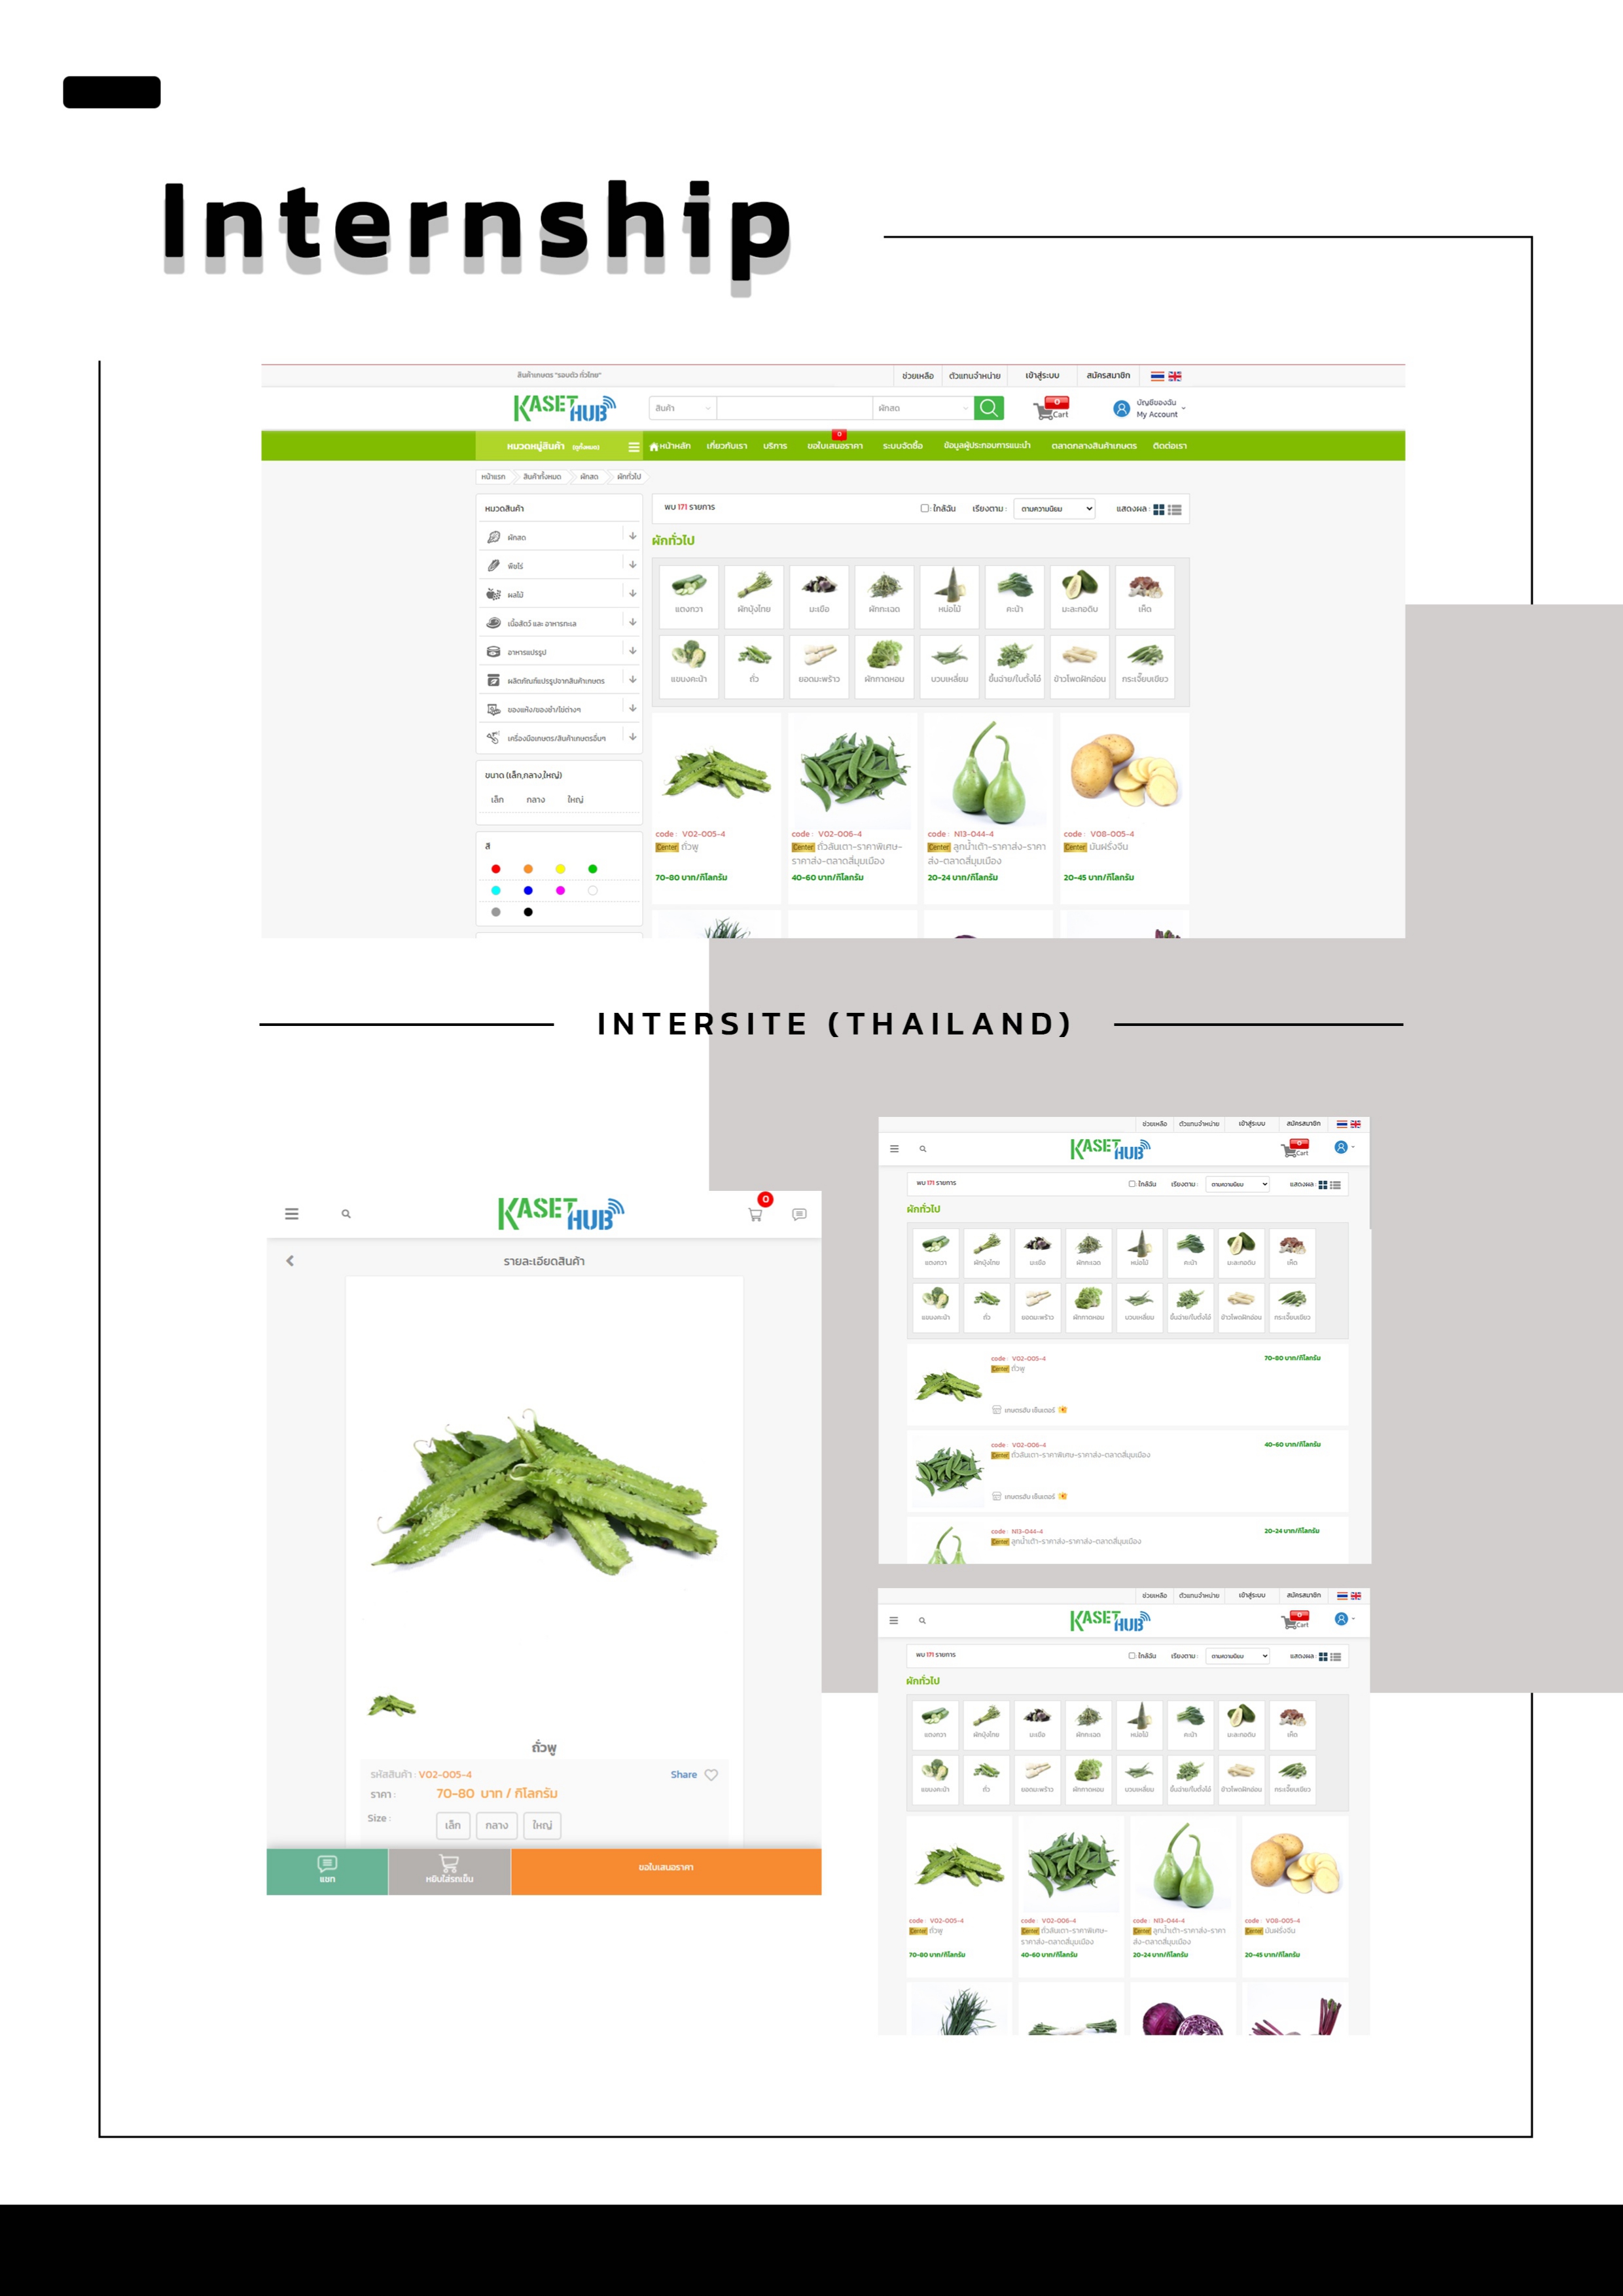 Internship
สินค้าเกษตร "รอบตัว ทั่วไทย"
ช่วยเหลือ ตัวแทนจำหน่าย เข้าสู่ระบบ สมัครสมาชิก
KASETHUB สินค้า ผักสด 0 Cart บัญชีของฉัน
My Account
0
หมวดหมู่สินค้า (ดูทั้งหมด) หน้าหลัก เกี่ยวกับเรา บริการ ขอใบเสนอราคา ระบบจัดซื้อ ข้อมูลผู้ประกอบการแนะนำ ตลาดกลางสินค้าเกษตร ติดต่อเรา
หน้าแรก สินค้าทั้งหมด ผักสด ผักทั่วไป
หมวดสินค้า
ผักสด
พืชไร่
ผลไม้
เนื้อสัตว์ และ อาหารทะเล
อาหารแปรรูป
ผลิตภัณฑ์แปรรูปจากสินค้าเกษตร
ของแห้ง/ของชำ/ไข่ต่างๆ
เครื่องมือเกษตร/สินค้าเกษตรอื่นๆ
ขนาด (เล็ก,กลาง,ใหญ่)
เล็ก กลาง ใหญ่
สี
พบ 171 รายการ ใกล้ฉัน เรียงตาม : ตามความนิยม แสดงผล :
ผักทั่วไป
แตงกวา ผักบุ้งไทย มะเขือ ผักกะเฉด หน่อไม้ คะน้า มะละกอดิบ เห็ด
แขนงคะน้า ถั่ว ยอดมะพร้าว ผักกาดหอม บวบเหลี่ยม ขึ้นฉ่าย/ใบตั้งโอ๋ ข้าวโพดฝักอ่อน กระเจี๊ยบเขียว
code : V02-005-4 code : V02-006-4 code : N13-044-4 code : V08-005-4
Center ถั่วพู Center ถั่วลันเตา-ราคาพิเศษ- Center ลูกน้ำเต้า-ราคาส่ง-ราคา Center มันฝรั่งจีน
ราคาส่ง-ตลาดสี่มุมเมือง ส่ง-ตลาดสี่มุมเมือง
70-80 บาท/กิโลกรัม 40-60 บาท/กิโลกรัม 20-24 บาท/กิโลกรัม 20-45 บาท/กิโลกรัม
INTERSITE (THAILAND)
KASETHUB 0
รายละเอียดสินค้า
ถั่วพู
รหัสสินค้า : V02-005-4 Share
ราคา : 70-80 บาท / กิโลกรัม
Size : เล็ก กลาง ใหญ่
แชท หยิบใส่รถเข็น ขอใบเสนอราคา
ช่วยเหลือ ตัวแทนจำหน่าย เข้าสู่ระบบ สมัครสมาชิก
KASETHUB 0 Cart
พบ 171 รายการ ใกล้ฉัน เรียงตาม : ตามความนิยม แสดงผล :
ผักทั่วไป
แตงกวา ผักบุ้งไทย มะเขือ ผักกะเฉด หน่อไม้ คะน้า มะละกอดิบ เห็ด
แขนงคะน้า ถั่ว ยอดมะพร้าว ผักกาดหอม บวบเหลี่ยม ขึ้นฉ่าย/ใบตั้งโอ๋ ข้าวโพดฝักอ่อน กระเจี๊ยบเขียว
code : V02-005-4 70-80 บาท/กิโลกรัม
Center ถั่วพู
เกษตรฮับ เซ็นเตอร์
code : V02-006-4 40-60 บาท/กิโลกรัม
Center ถั่วลันเตา-ราคาพิเศษ-ราคาส่ง-ตลาดสี่มุมเมือง
เกษตรฮับ เซ็นเตอร์
code : N13-044-4 20-24 บาท/กิโลกรัม
Center ลูกน้ำเต้า-ราคาส่ง-ราคาส่ง-ตลาดสี่มุมเมือง
ช่วยเหลือ ตัวแทนจำหน่าย เข้าสู่ระบบ สมัครสมาชิก
KASETHUB 0 Cart
พบ 171 รายการ ใกล้ฉัน เรียงตาม : ตามความนิยม แสดงผล :
ผักทั่วไป
แตงกวา ผักบุ้งไทย มะเขือ ผักกะเฉด หน่อไม้ คะน้า มะละกอดิบ เห็ด
แขนงคะน้า ถั่ว ยอดมะพร้าว ผักกาดหอม บวบเหลี่ยม ขึ้นฉ่าย/ใบตั้งโอ๋ ข้าวโพดฝักอ่อน กระเจี๊ยบเขียว
code : V02-005-4 code : V02-006-4 code : N13-044-4 code : V08-005-4
Center ถั่วพู Center ถั่วลันเตา-ราคาพิเศษ- Center ลูกน้ำเต้า-ราคาส่ง-ราคา Center มันฝรั่งจีน
ราคาส่ง-ตลาดสี่มุมเมือง ส่ง-ตลาดสี่มุมเมือง
70-80 บาท/กิโลกรัม 40-60 บาท/กิโลกรัม 20-24 บาท/กิโลกรัม 20-45 บาท/กิโลกรัม